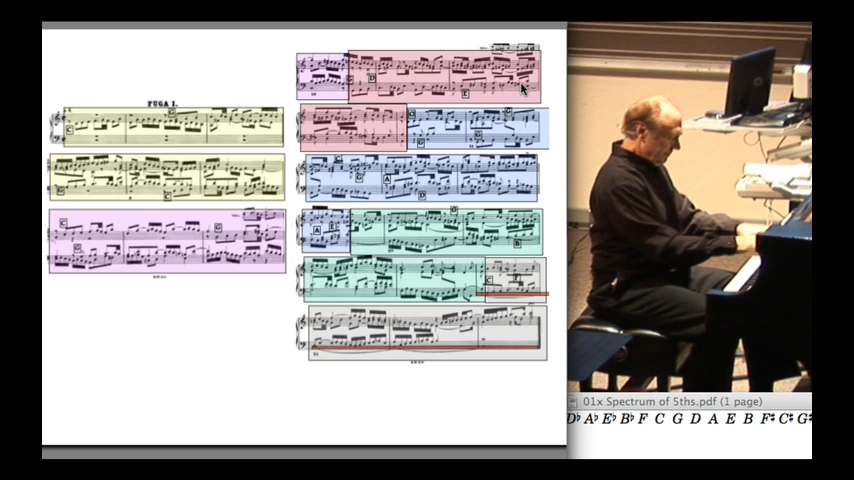 FUGA I.
C
G
G
C
C
G
G
G
D
E
G
G
G
G
C
G
A
D
A
E
G
B
C
F
01x Spectrum of 5ths.pdf (1 page)
D♭ A♭ E♭ B♭ F C G D A E B F♯ C♯ G♯